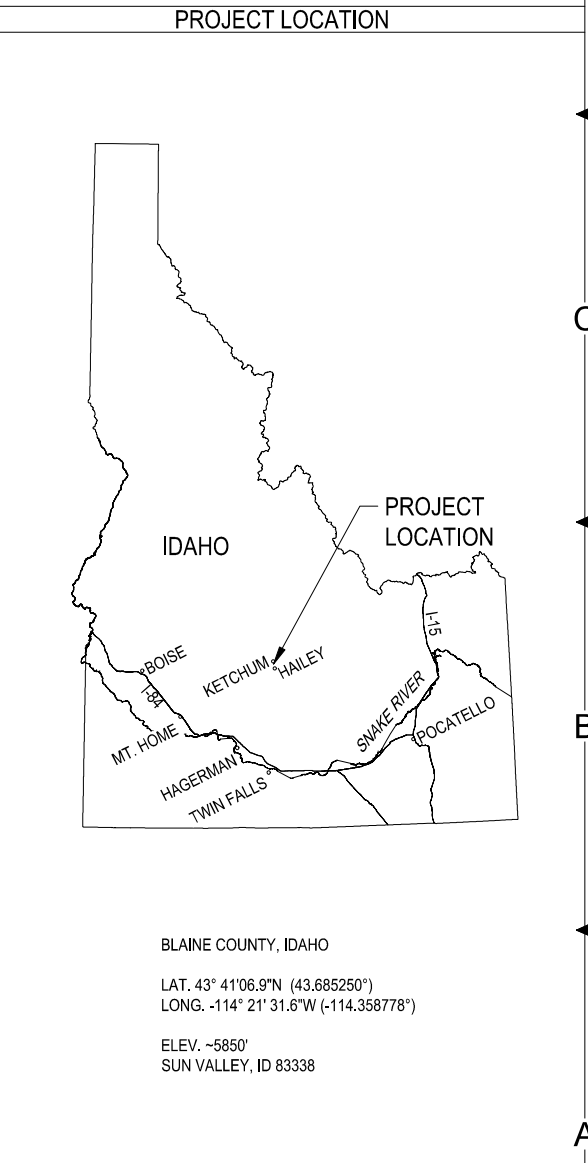 PROJECT LOCATION
C
PROJECT
LOCATION
IDAHO
I-15
BOISE
KETCHUM
HAILEY
I-84
SNAKE RIVER
MT. HOME
POCATELLO
B
HAGERMAN
TWIN FALLS
BLAINE COUNTY, IDAHO
LAT. 43° 41'06.9"N (43.685250°)
LONG. -114° 21' 31.6"W (-114.358778°)
ELEV. ~5850'
SUN VALLEY, ID 83338
A